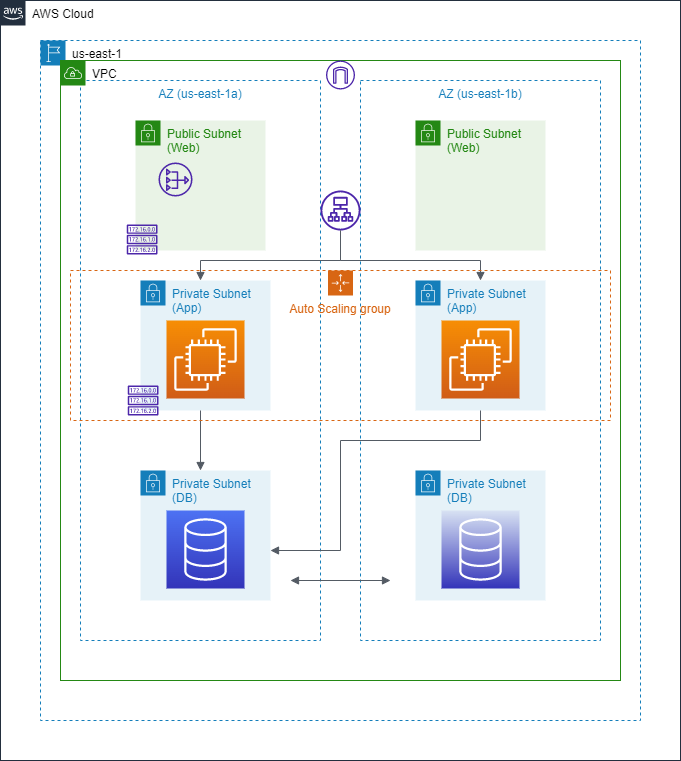 aws
AWS Cloud
us-east-1
VPC
AZ (us-east-1a)
AZ (us-east-1b)
Public Subnet
(Web)
Public Subnet
(Web)
172.16.0.0
172.16.1.0
172.16.2.0
Private Subnet
(App)
Auto Scaling group
Private Subnet
(App)
172.16.0.0
172.16.1.0
172.16.2.0
Private Subnet
(DB)
Private Subnet
(DB)